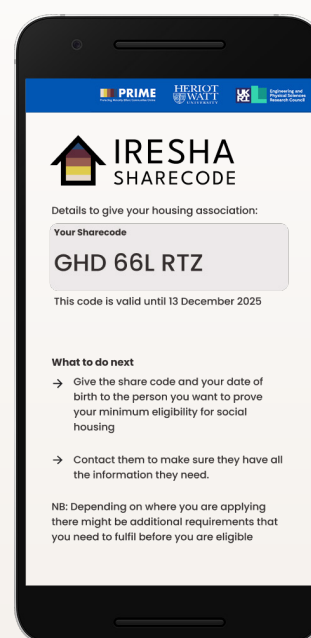 PRIME
HERIOT
WATT
UNIVERSITY
UK
RI
Engineering and
Physical Sciences
Research Council
IRESHA
SHARECODE
Details to give your housing association:
Your Sharecode
GHD 66L RTZ
This code is valid until 13 December 2025
What to do next
→ Give the share code and your date of
birth to the person you want to prove
your minimum eligibility for social
housing
→ Contact them to make sure they have all
the information they need.
NB: Depending on where you are applying
there might be additional requirements that
you need to fulfil before you are eligible